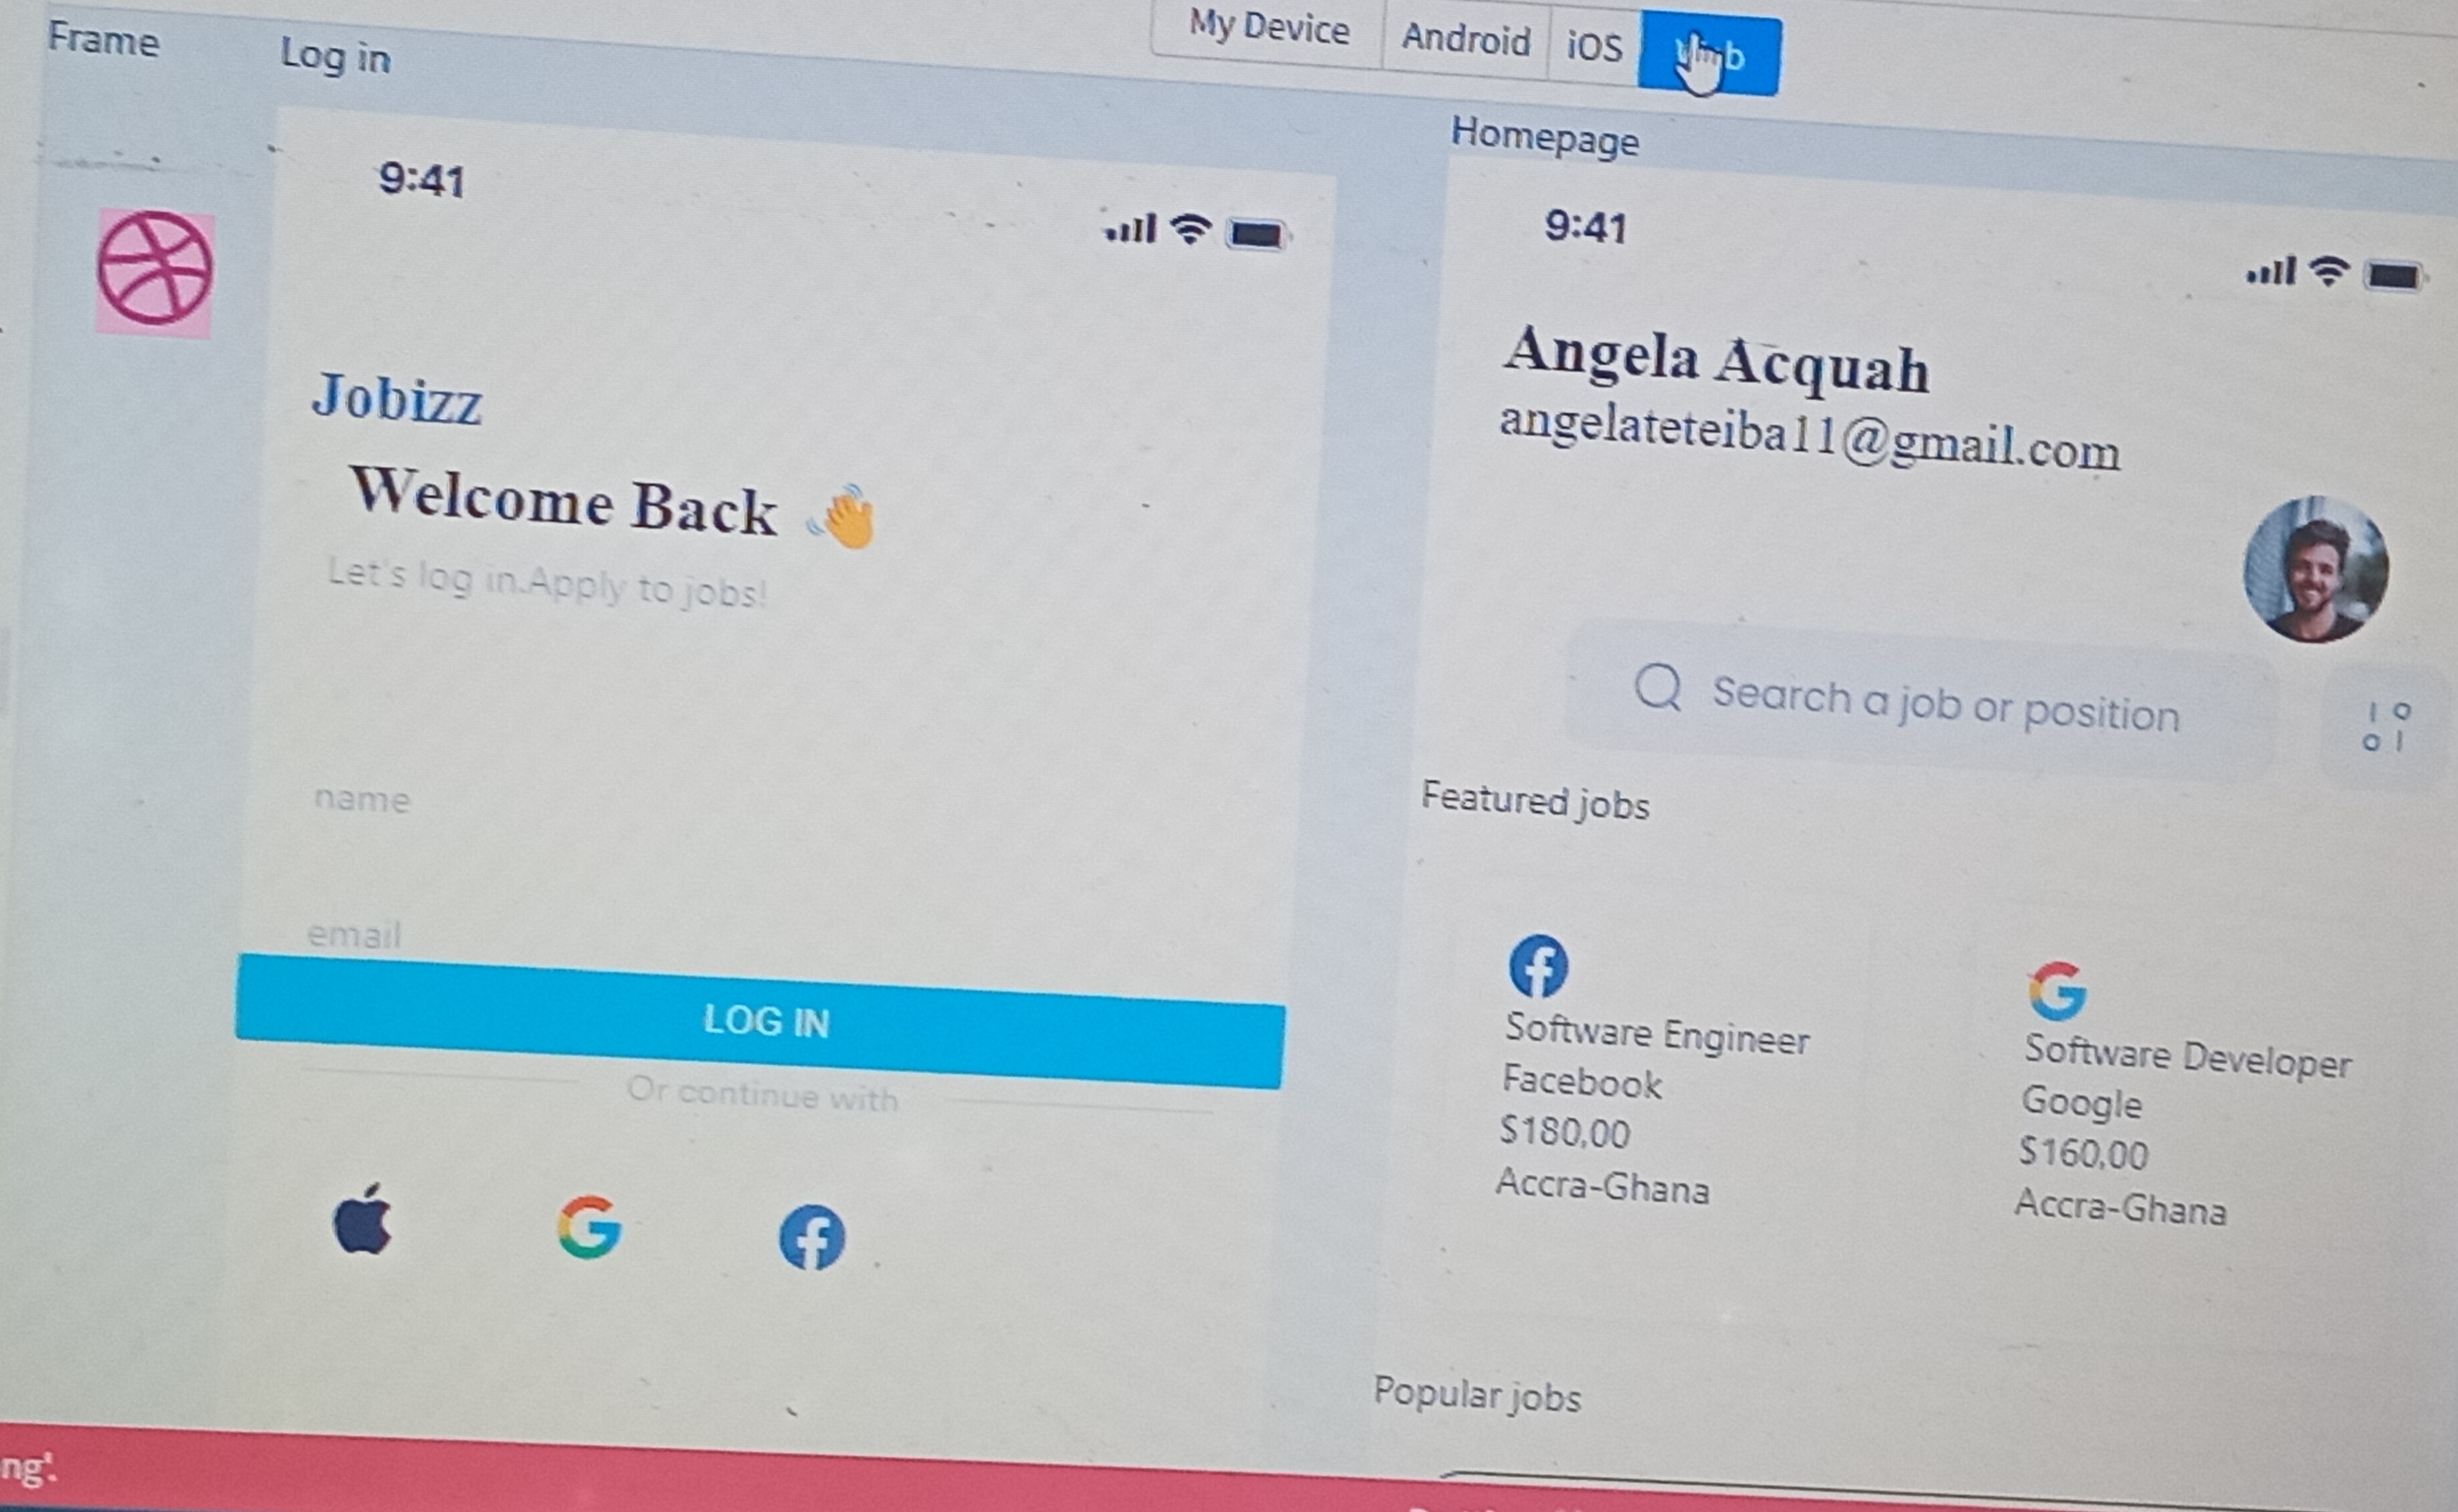 My Device
Android
iOS
Frame
Log in
9:41
Jobizz
Welcome Back
Let's log in.Apply to jobs!
name
email
LOG IN
Or continue with
Homepage
9:41
Angela Acquah
angelateteiba11@gmail.com
Search a job or position
Featured jobs
Software Engineer
Facebook
$180,00
Accra-Ghana
Software Developer
Google
$160,00
Accra-Ghana
Popular jobs
ng'.